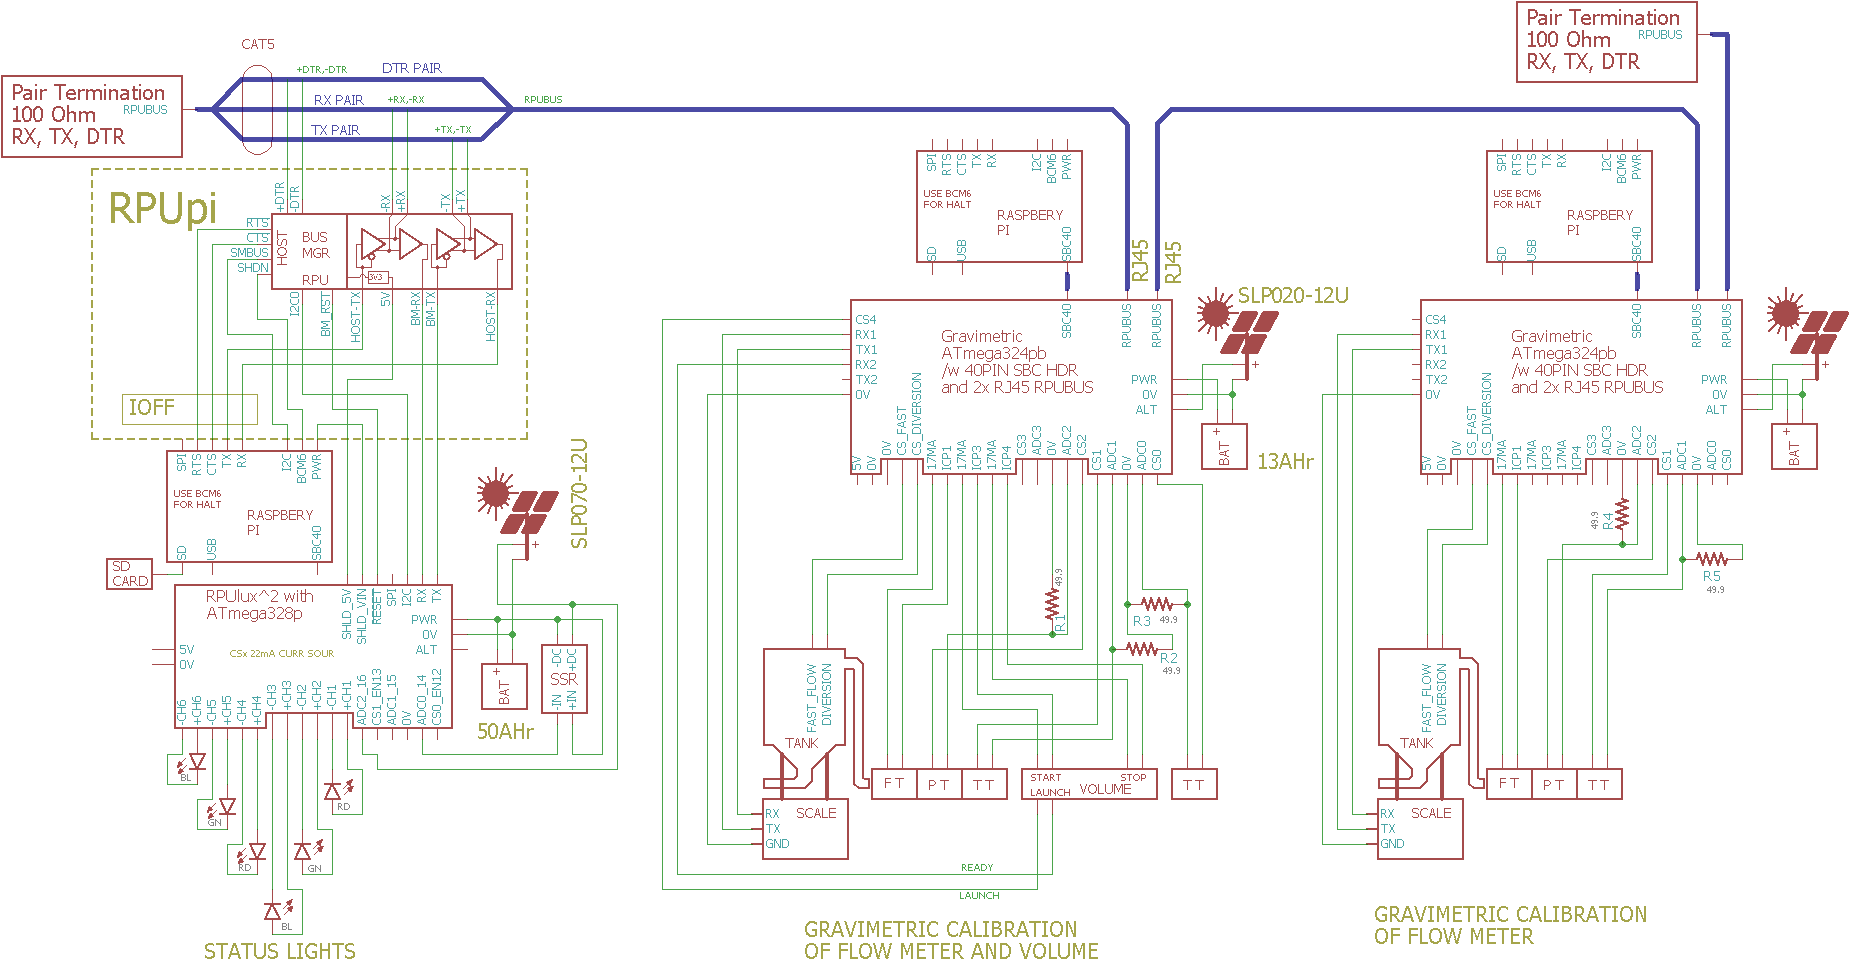 CAT5
+DTR,-DTR
DTR PAIR
Pair Termination
100 Ohm
RX, TX, DTR
RPUBUS
RX PAIR
+RX,-RX
RPUBUS
TX PAIR
+TX,-TX
Pair Termination
100 Ohm
RX, TX, DTR
RPUBUS
RPUpi
+DTR
-DTR
-RX
+RX
-TX
+TX
RTS
CTS
SMBUS
SHDN
HOST
BUS
MGR
RPU
3V3
I2C0
BM_RST
HOST-TX
5V
BM-RX
BM-TX
HOST-RX
IOFF
SPI
RTS
CTS
TX
RX
I2C
BCM6
PWR
USE BCM6
FOR HALT
RASPBERY
PI
SD
USB
SBC40
SD
CARD
SLP070-12U
+
RPUlux^2 with
ATmega328p
SHLD_5V
SHLD_VIN
RESET
SPI
I2C
RX
TX
PWR
0V
ALT
5V
0V
CSx 22mA CURR SOUR
-CH6
+CH6
-CH5
+CH5
-CH4
+CH4
-CH3
+CH3
-CH2
+CH2
-CH1
+CH1
ADC2_16
CS1_EN13
ADC1_15
0V
ADC0_14
CS0_EN12
+
BAT
50AHr
-DC
+DC
SSR
-IN
+IN
BL
GN
RD
RD
GN
BL
STATUS LIGHTS
SPI
RTS
CTS
TX
RX
I2C
BCM6
PWR
USE BCM6
FOR HALT
RASPBERY
PI
SD
USB
SBC40
RJ45
RJ45
SLP020-12U
+
CS4
RX1
TX1
RX2
TX2
0V
SBC40
RPUBUS
RPUBUS
Gravimetric
ATmega324pb
/w 40PIN SBC HDR
and 2x RJ45 RPUBUS
PWR
0V
ALT
5V
0V
0V
CS_FAST
CS_DIVERSION
17MA
ICP1
17MA
ICP3
17MA
ICP4
CS3
ADC3
0V
ADC2
CS2
CS1
ADC1
0V
ADC0
CS0
+
BAT
13AHr
49.9
R1
R3
49.9
R2
49.9
FAST_FLOW
DIVERSION
TANK
FT
PT
TT
START
STOP
LAUNCH
VOLUME
TT
RX
TX
GND
SCALE
READY
LAUNCH
GRAVIMETRIC CALIBRATION
OF FLOW METER AND VOLUME
SPI
RTS
CTS
TX
RX
I2C
BCM6
PWR
USE BCM6
FOR HALT
RASPBERY
PI
SD
USB
SBC40
+
CS4
RX1
TX1
RX2
TX2
0V
SBC40
RPUBUS
RPUBUS
Gravimetric
ATmega324pb
/w 40PIN SBC HDR
and 2x RJ45 RPUBUS
PWR
0V
ALT
5V
0V
0V
CS_FAST
CS_DIVERSION
17MA
ICP1
17MA
ICP3
17MA
ICP4
CS3
ADC3
0V
ADC2
CS2
CS1
ADC1
0V
ADC0
CS0
+
BAT
49.9
R4
R5
49.9
FAST_FLOW
DIVERSION
TANK
FT
PT
TT
RX
TX
GND
SCALE
GRAVIMETRIC CALIBRATION
OF FLOW METER